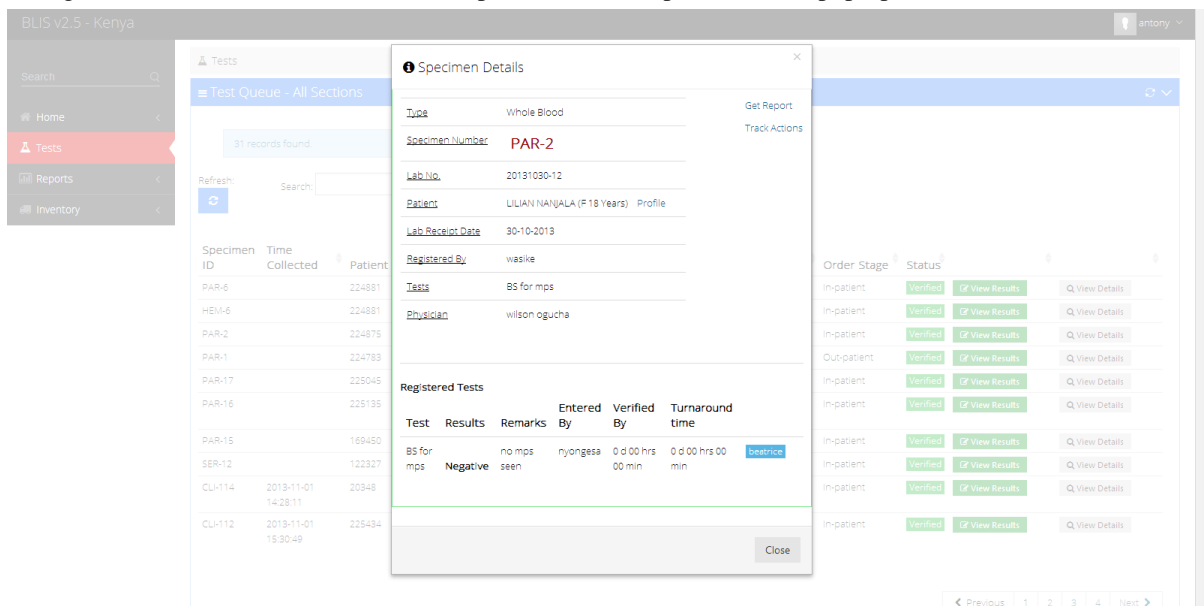 BLIS v2.5 - Kenya
antony
Search
Home
Tests
Reports
Inventory
Tests
Test Queue - All Sections
31 records found
Refresh:
Search:
Specimen ID Time Collected Patient Order Stage Status
PAR-6 224881 In-patient Verified View Results View Details
HEM-6 224881 In-patient Verified View Results View Details
PAR-2 224875 In-patient Verified View Results View Details
PAR-1 224783 Out-patient Verified View Results View Details
PAR-17 225045 In-patient Verified View Results View Details
PAR-16 225135 In-patient Verified View Results View Details
PAR-15 169450 In-patient Verified View Results View Details
SER-12 122327 In-patient Verified View Results View Details
CLI-114 2013-11-01 20348 In-patient Verified View Results View Details
14:28:11
CLI-112 2013-11-01 225434 In-patient Verified View Results View Details
15:30:49
Previous 1 2 3 4 Next
Specimen Details ×
Get Report
Track Actions
Type Whole Blood
Specimen Number PAR-2
Lab No. 20131030-12
Patient LILIAN NANJALA (F 18 Years) Profile
Lab Receipt Date 30-10-2013
Registered By wasike
Tests BS for mps
Physician wilson ogucha
Registered Tests
Test Results Remarks Entered By Verified By Turnaround time
BS for mps Negative no mps seen nyongesa 0 d 00 hrs 00 min 0 d 00 hrs 00 min beatrice
Close